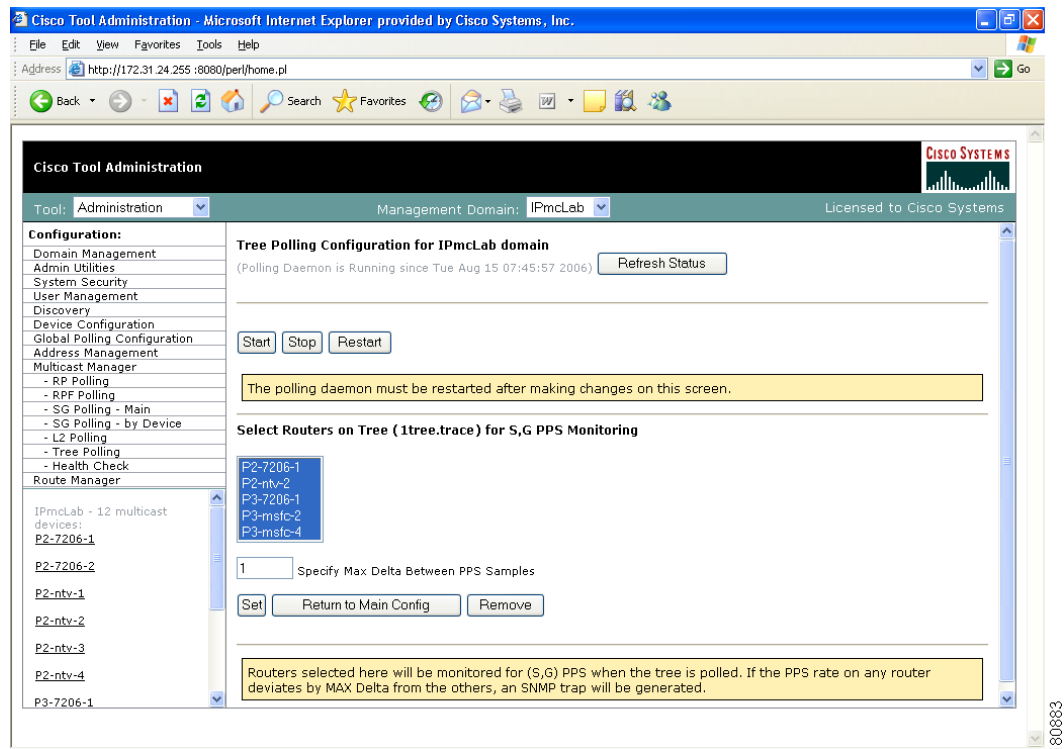 Cisco Tool Administration - Microsoft Internet Explorer provided by Cisco Systems, Inc.
File Edit View Favorites Tools Help
Address http://172.31.24.255 :8080/perl/home.pl Go
Back Search Favorites
Cisco Tool Administration
CISCO SYSTEMS
Tool: Administration Management Domain: IPmcLab Licensed to Cisco Systems
Configuration:
Domain Management
Admin Utilities
System Security
User Management
Discovery
Device Configuration
Global Polling Configuration
Address Management
Multicast Manager
- RP Polling
- RPF Polling
- SG Polling - Main
- SG Polling - by Device
- L2 Polling
- Tree Polling
- Health Check
Route Manager
IPmcLab - 12 multicast
devices:
P2-7206-1
P2-7206-2
P2-ntv-1
P2-ntv-2
P2-ntv-3
P2-ntv-4
P3-7206-1
Tree Polling Configuration for IPmcLab domain
(Polling Daemon is Running since Tue Aug 15 07:45:57 2006) Refresh Status
Start Stop Restart
The polling daemon must be restarted after making changes on this screen.
Select Routers on Tree (1tree.trace) for S,G PPS Monitoring
P2-7206-1
P2-ntv-2
P3-7206-1
P3-msfc-2
P3-msfc-4
1 Specify Max Delta Between PPS Samples
Set Return to Main Config Remove
Routers selected here will be monitored for (S,G) PPS when the tree is polled. If the PPS rate on any router
deviates by MAX Delta from the others, an SNMP trap will be generated.
80883